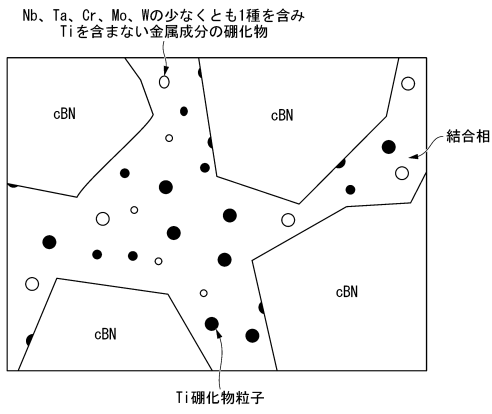 Nb、Ta、Cr、Mo、Wの少なくとも1種を含み
Tiを含まない金属成分の硼化物
cBN
cBN
結合相
cBN
cBN
Ti硼化物粒子